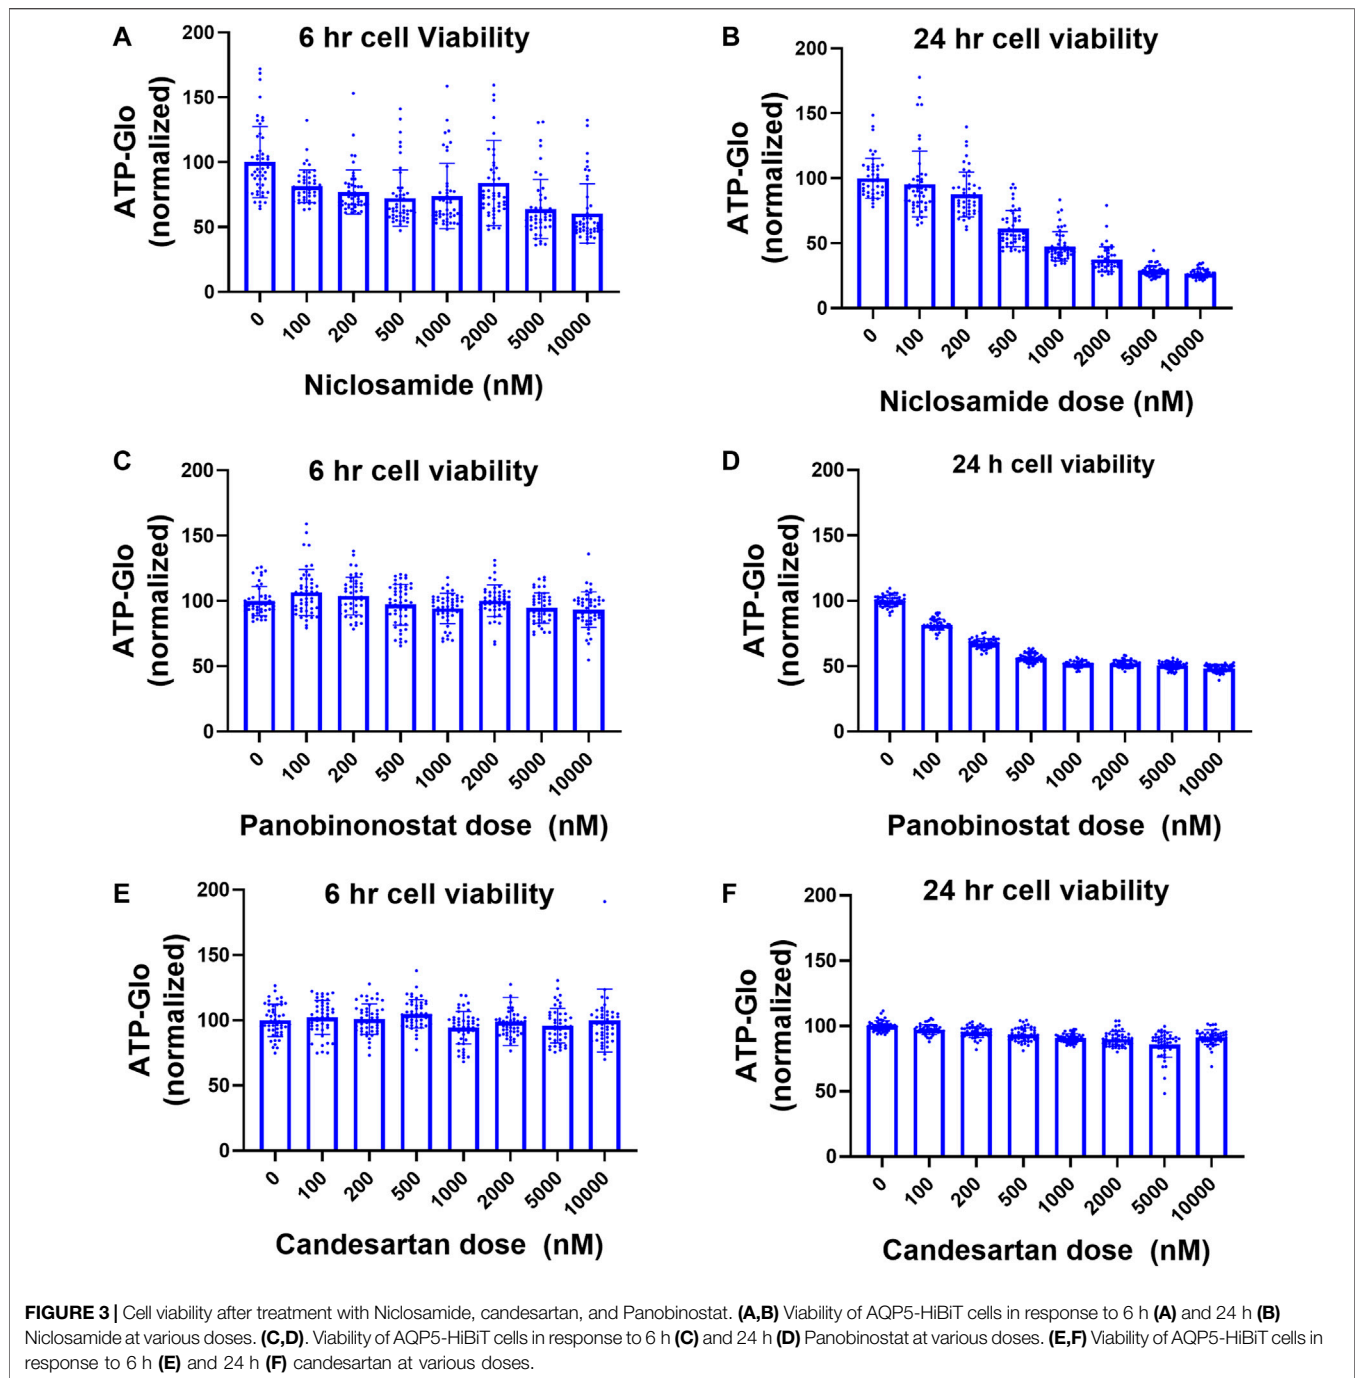 A
6 hr cell Viability
ATP-Glo
(normalized)
200
150
100
50
0
0 100 200 500 1000 2000 5000 10000
Niclosamide (nM)
B
24 hr cell viability
ATP-Glo
(normalized)
200
150
100
50
0
0 100 200 500 1000 2000 5000 10000
Niclosamide dose (nM)
C
6 hr cell viability
ATP-Glo
(normalized)
200
150
100
50
0
0 100 200 500 1000 2000 5000 10000
Panobinonostat dose (nM)
D
24 h cell viability
ATP-Glo
(normalized)
200
150
100
50
0
0 100 200 500 1000 2000 5000 10000
Panobinostat dose (nM)
E
6 hr cell viability
ATP-Glo
(normalized)
200
150
100
50
0
0 100 200 500 1000 2000 5000 10000
Candesartan dose (nM)
F
24 hr cell viability
ATP-Glo
(normalized)
200
150
100
50
0
0 100 200 500 1000 2000 5000 10000
Candesartan dose (nM)
FIGURE 3 | Cell viability after treatment with Niclosamide, candesartan, and Panobinostat. (A,B) Viability of AQP5-HiBiT cells in response to 6 h (A) and 24 h (B)
Niclosamide at various doses. (C,D). Viability of AQP5-HiBiT cells in response to 6 h (C) and 24 h (D) Panobinostat at various doses. (E,F) Viability of AQP5-HiBiT cells in
response to 6 h (E) and 24 h (F) candesartan at various doses.